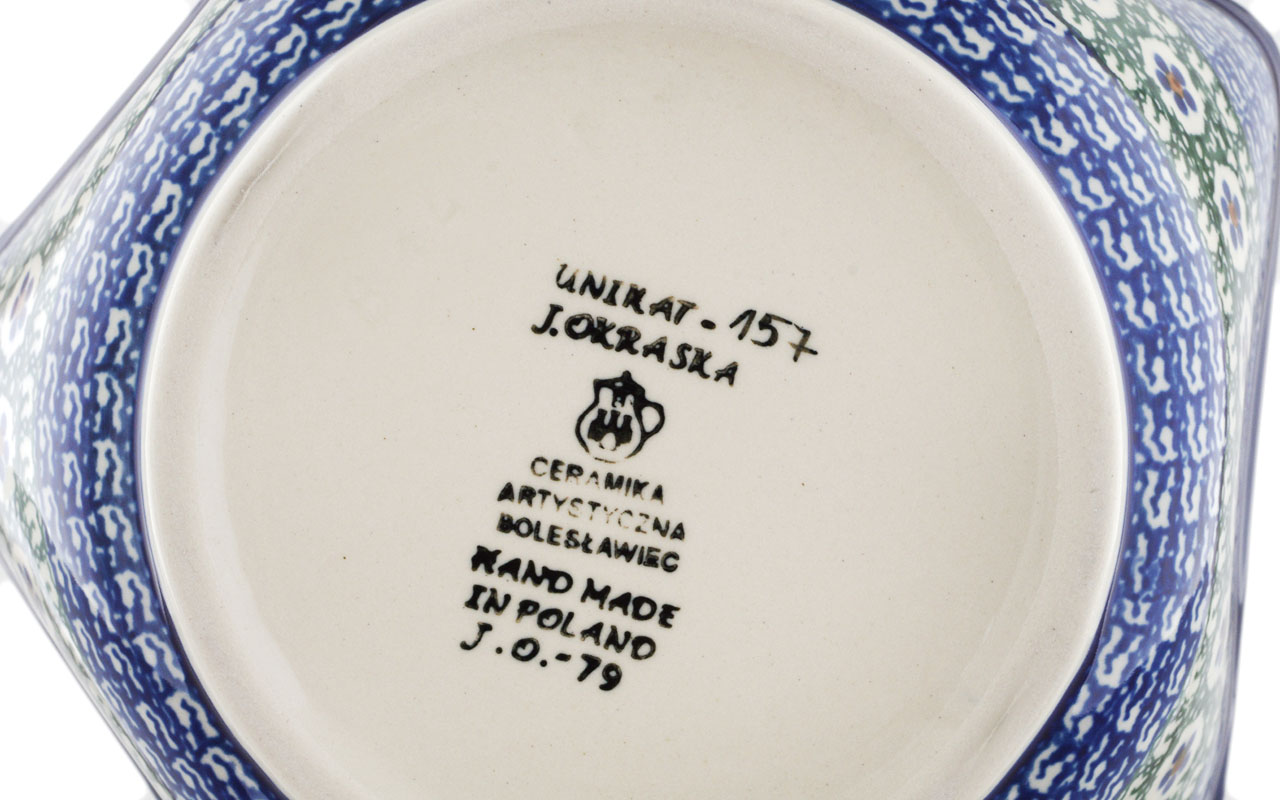 UNIKAT - 157
J. OKRASKA
CERAMIKA
ARTYSTYCZNA
BOLESŁAWIEC
HAND MADE
IN POLAND
J.O.-79